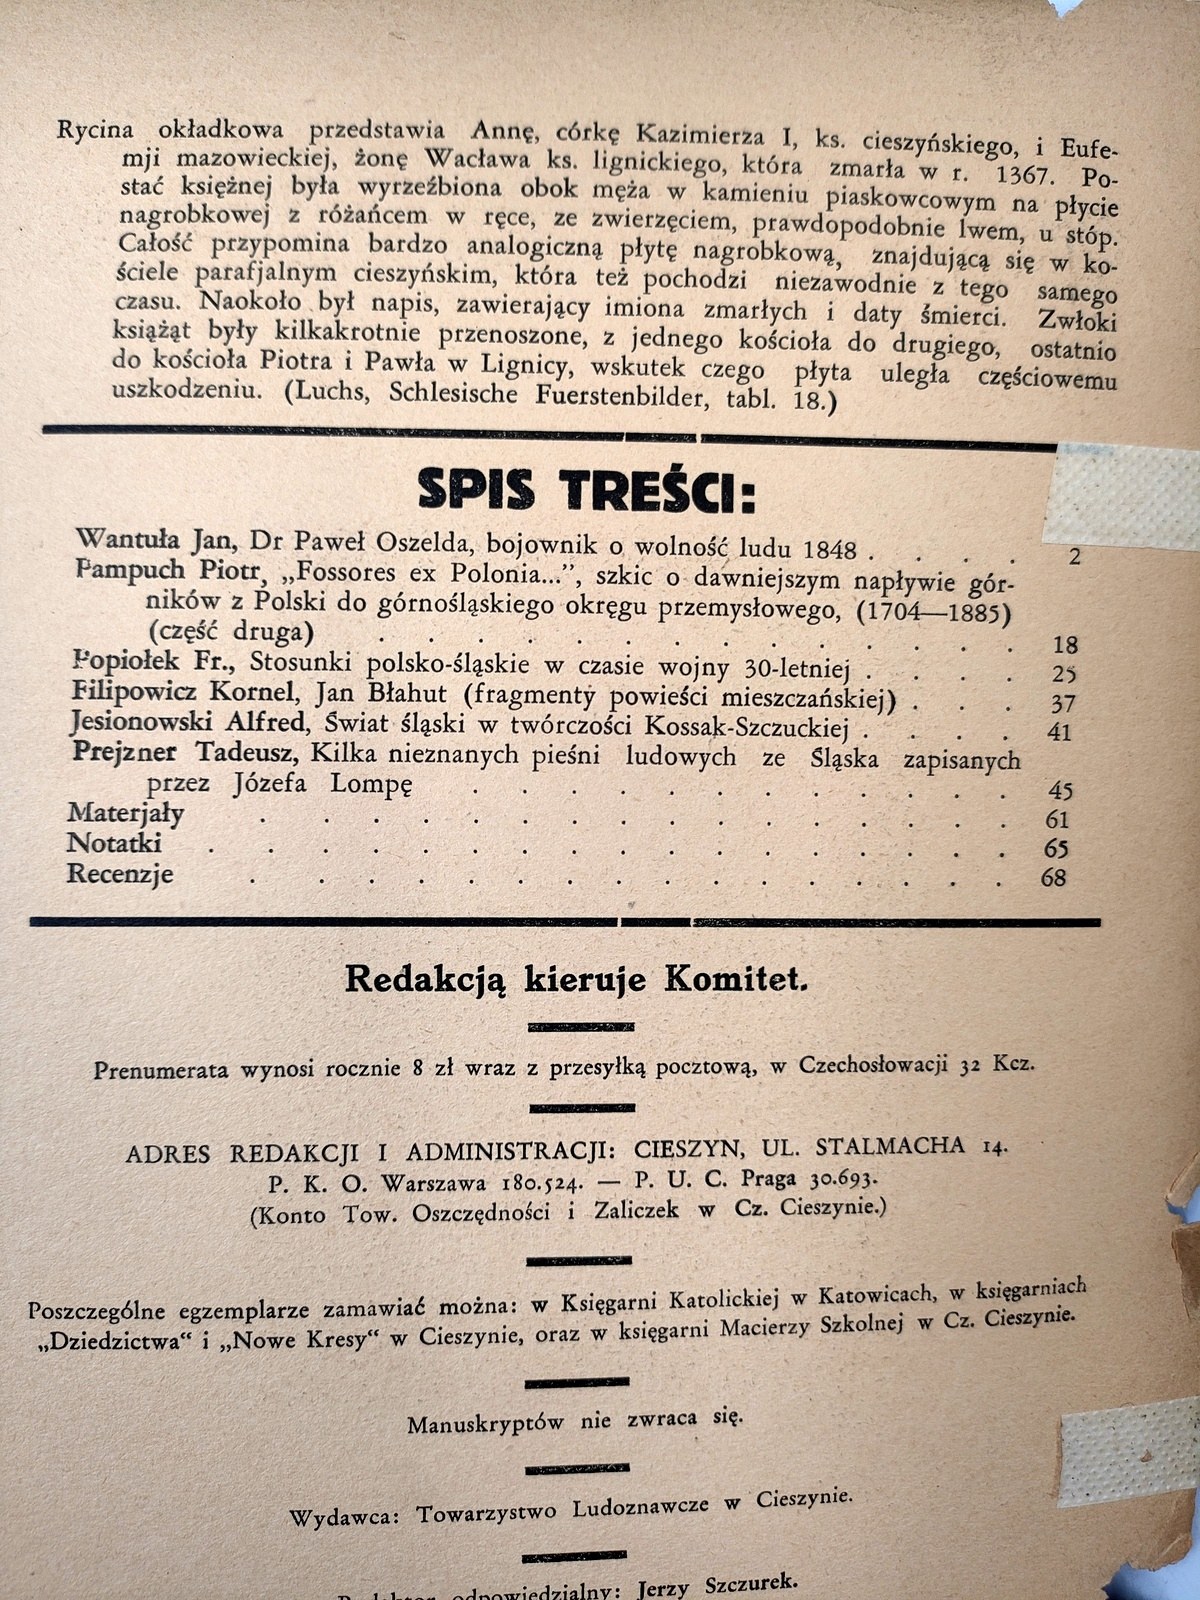 Rycina okładkowa przedstawia Annę, córkę Kazimierza I, ks. cieszyńskiego, i Eufe-
mji mazowieckiej, żonę Wacława ks. lignickiego, która zmarła w r. 1367. Po-
stać księżnej była wyrzeźbiona obok męża w kamieniu piaskowcowym na płycie
nagrobkowej z różańcem w ręce, ze zwierzęciem, prawdopodobnie lwem, u stóp.
Całość przypomina bardzo analogiczną płytę nagrobkową, znajdującą się w ko-
ściele parafjalnym cieszyńskim, która też pochodzi niezawodnie z tego samego
czasu. Naokoło był napis, zawierający imiona zmarłych i daty śmierci. Zwłoki
książąt były kilkakrotnie przenoszone, z jednego kościoła do drugiego, ostatnio
do kościoła Piotra i Pawła w Lignicy, wskutek czego płyta uległa częściowemu
uszkodzeniu. (Luchs, Schlesische Fuerstenbilder, tabl. 18.)
SPIS TREŚCI:
Wantuła Jan, Dr Paweł Oszelda, bojownik o wolność ludu 1848 . . . . 2
Pampuch Piotr, „Fossores ex Polonia...”, szkic o dawniejszym napływie gór-
ników z Polski do górnośląskiego okręgu przemysłowego, (1704—1885)
(część druga) . . . . . . . . . . . . 18
Popiołek Fr., Stosunki polsko-śląskie w czasie wojny 30-letniej . . . . 25
Filipowicz Kornel, Jan Błahut (fragmenty powieści mieszczańskiej) . . . 37
Jesionowski Alfred, Świat śląski w twórczości Kossak-Szczuckiej . . . . 41
Prejzner Tadeusz, Kilka nieznanych pieśni ludowych ze Śląska zapisanych
przez Józefa Lompę . . . . . . . . . . 45
Materjały . . . . . . . . . . . . . 61
Notatki . . . . . . . . . . . . . . 65
Recenzje . . . . . . . . . . . . . 68
Redakcją kieruje Komitet.
Prenumerata wynosi rocznie 8 zł wraz z przesyłką pocztową, w Czechosłowacji 32 Kcz.
ADRES REDAKCJI I ADMINISTRACJI: CIESZYN, UL. STALMACHA 14.
P. K. O. Warszawa 180.524. — P. U. C. Praga 30.693.
(Konto Tow. Oszczędności i Zaliczek w Cz. Cieszynie.)
Poszczególne egzemplarze zamawiać można: w Księgarni Katolickiej w Katowicach, w księgarniach
„Dziedzictwa“ i „Nowe Kresy“ w Cieszynie, oraz w księgarni Macierzy Szkolnej w Cz. Cieszynie.
Manuskryptów nie zwraca się.
Wydawca: Towarzystwo Ludoznawcze w Cieszynie.
Redaktor odpowiedzialny: Jerzy Szczurek.